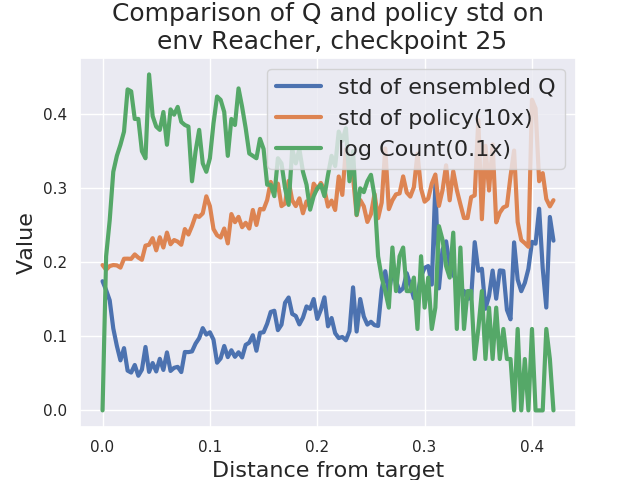 Comparison of Q and policy std on
env Reacher, checkpoint 25
std of ensembled Q
std of policy(10x)
log Count(0.1x)
Value
0.4
0.3
0.2
0.1
0.0
0.0 0.1 0.2 0.3 0.4
Distance from target